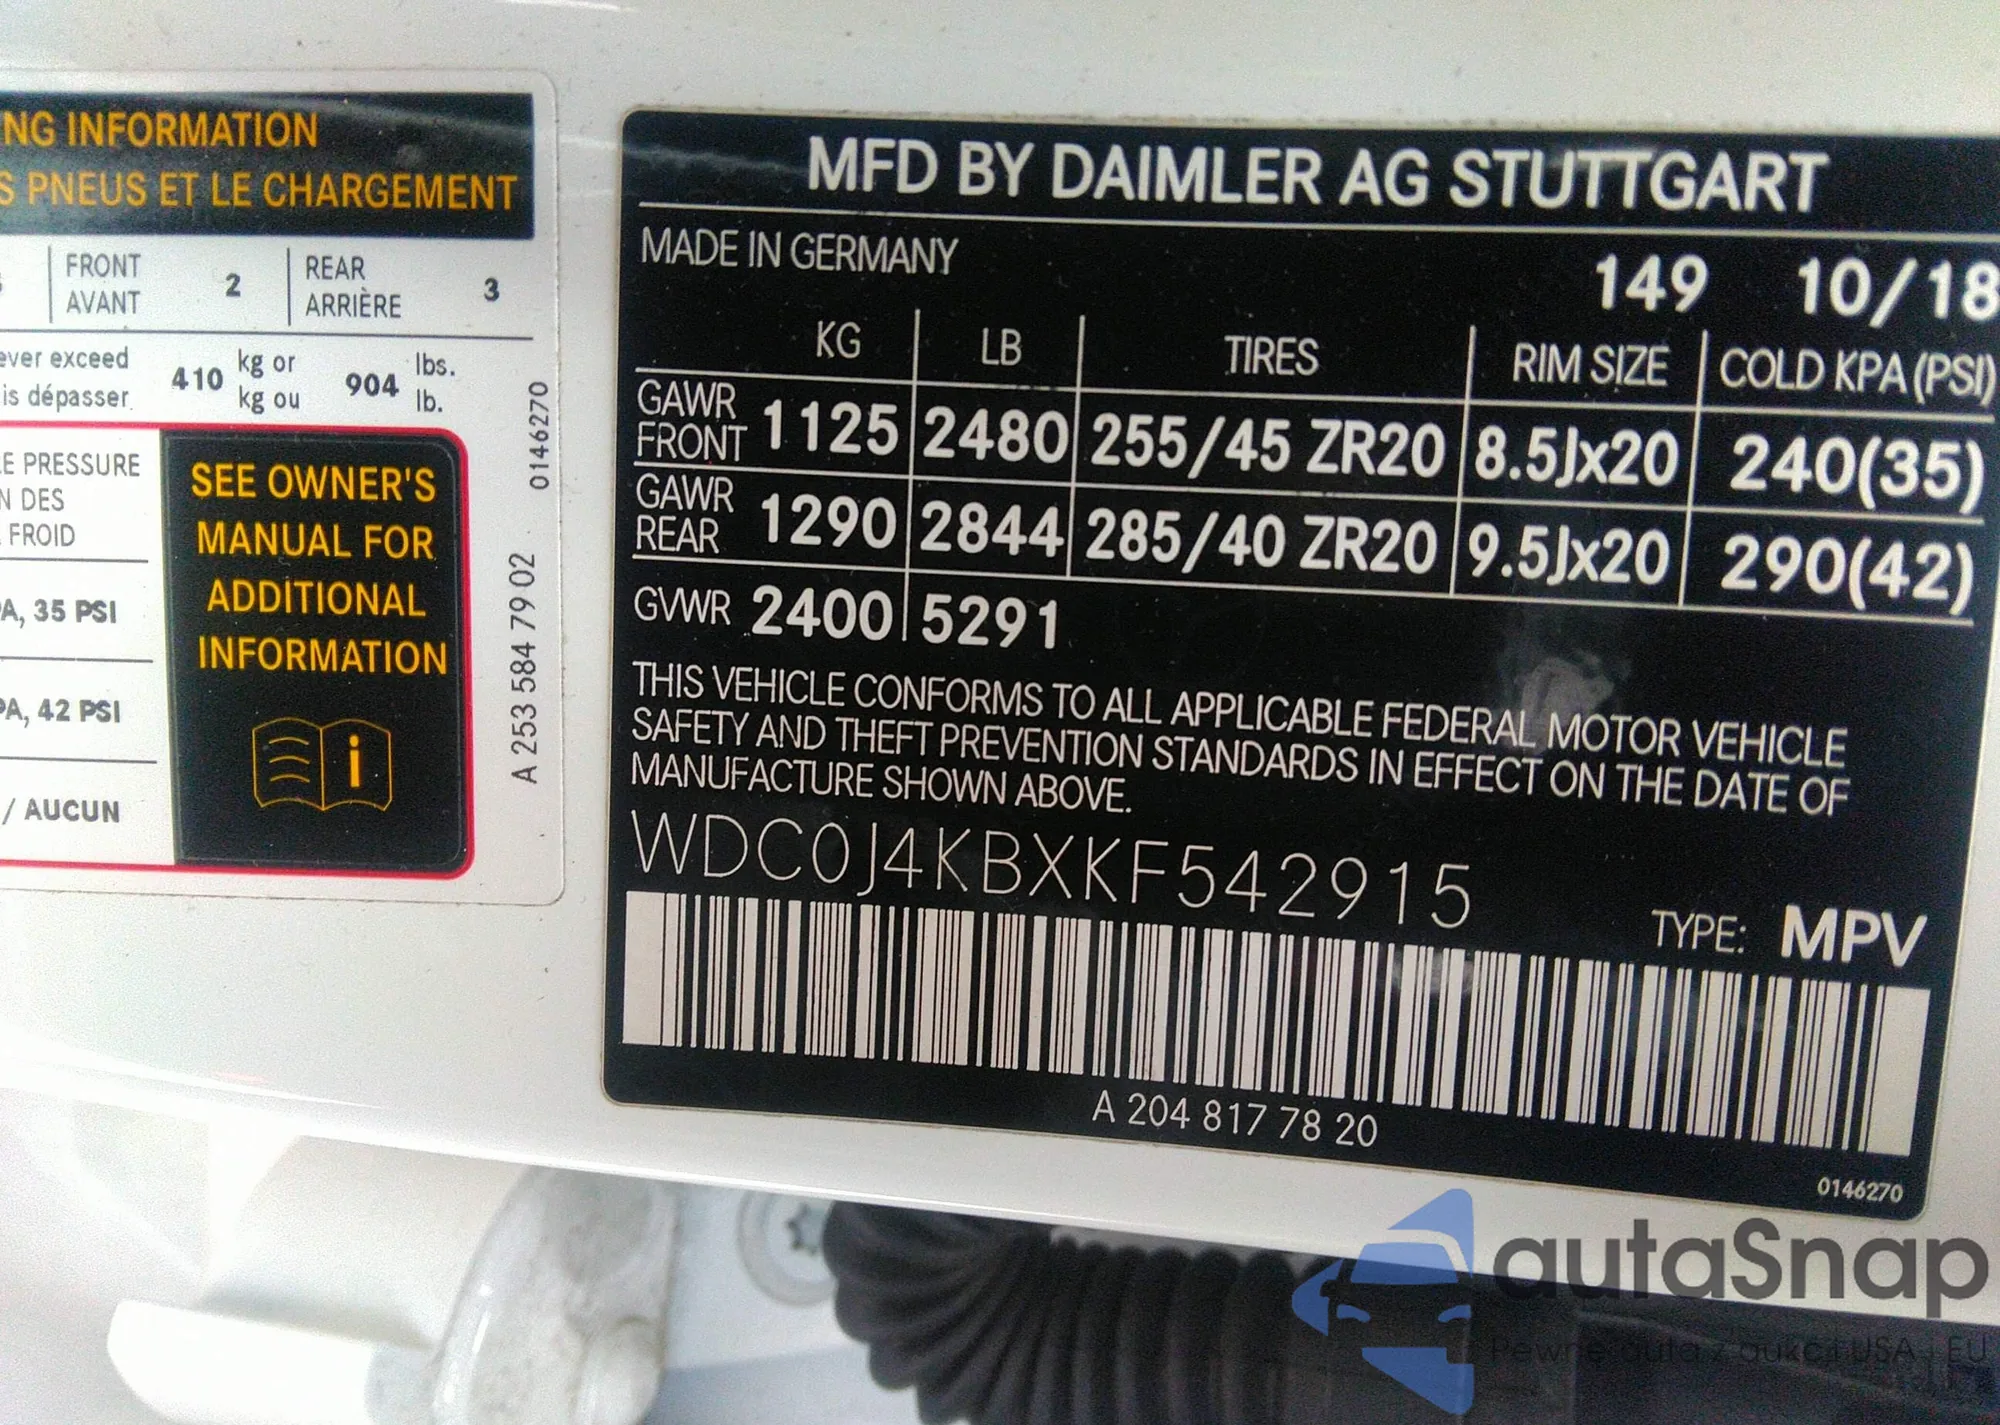 NG INFORMATION
S PNEUS ET LE CHARGEMENT
FRONT
AVANT
2
REAR
ARRIÈRE
3
ever exceed
is dépasser
410
kg or
kg ou
904
lbs.
lb.
E PRESSURE
N DES
FROID
A, 35 PSI
PA, 42 PSI
/ AUCUN
SEE OWNER'S
MANUAL FOR
ADDITIONAL
INFORMATION
i
A 253 584 79 02
0146270
MFD BY DAIMLER AG STUTTGART
MADE IN GERMANY
149 10/18
KG LB TIRES RIM SIZE COLD KPA (PSI)
GAWR
FRONT 1125 2480 255/45 ZR20 8.5Jx20 240(35)
GAWR
REAR 1290 2844 285/40 ZR20 9.5Jx20 290(42)
GVWR 2400 5291
THIS VEHICLE CONFORMS TO ALL APPLICABLE FEDERAL MOTOR VEHICLE
SAFETY AND THEFT PREVENTION STANDARDS IN EFFECT ON THE DATE OF
MANUFACTURE SHOWN ABOVE.
WDC0J4KBXKF542915
TYPE: MPV
A 204 817 78 20
0146270
autaSnap
Pewne auta z aukcji USA i EU